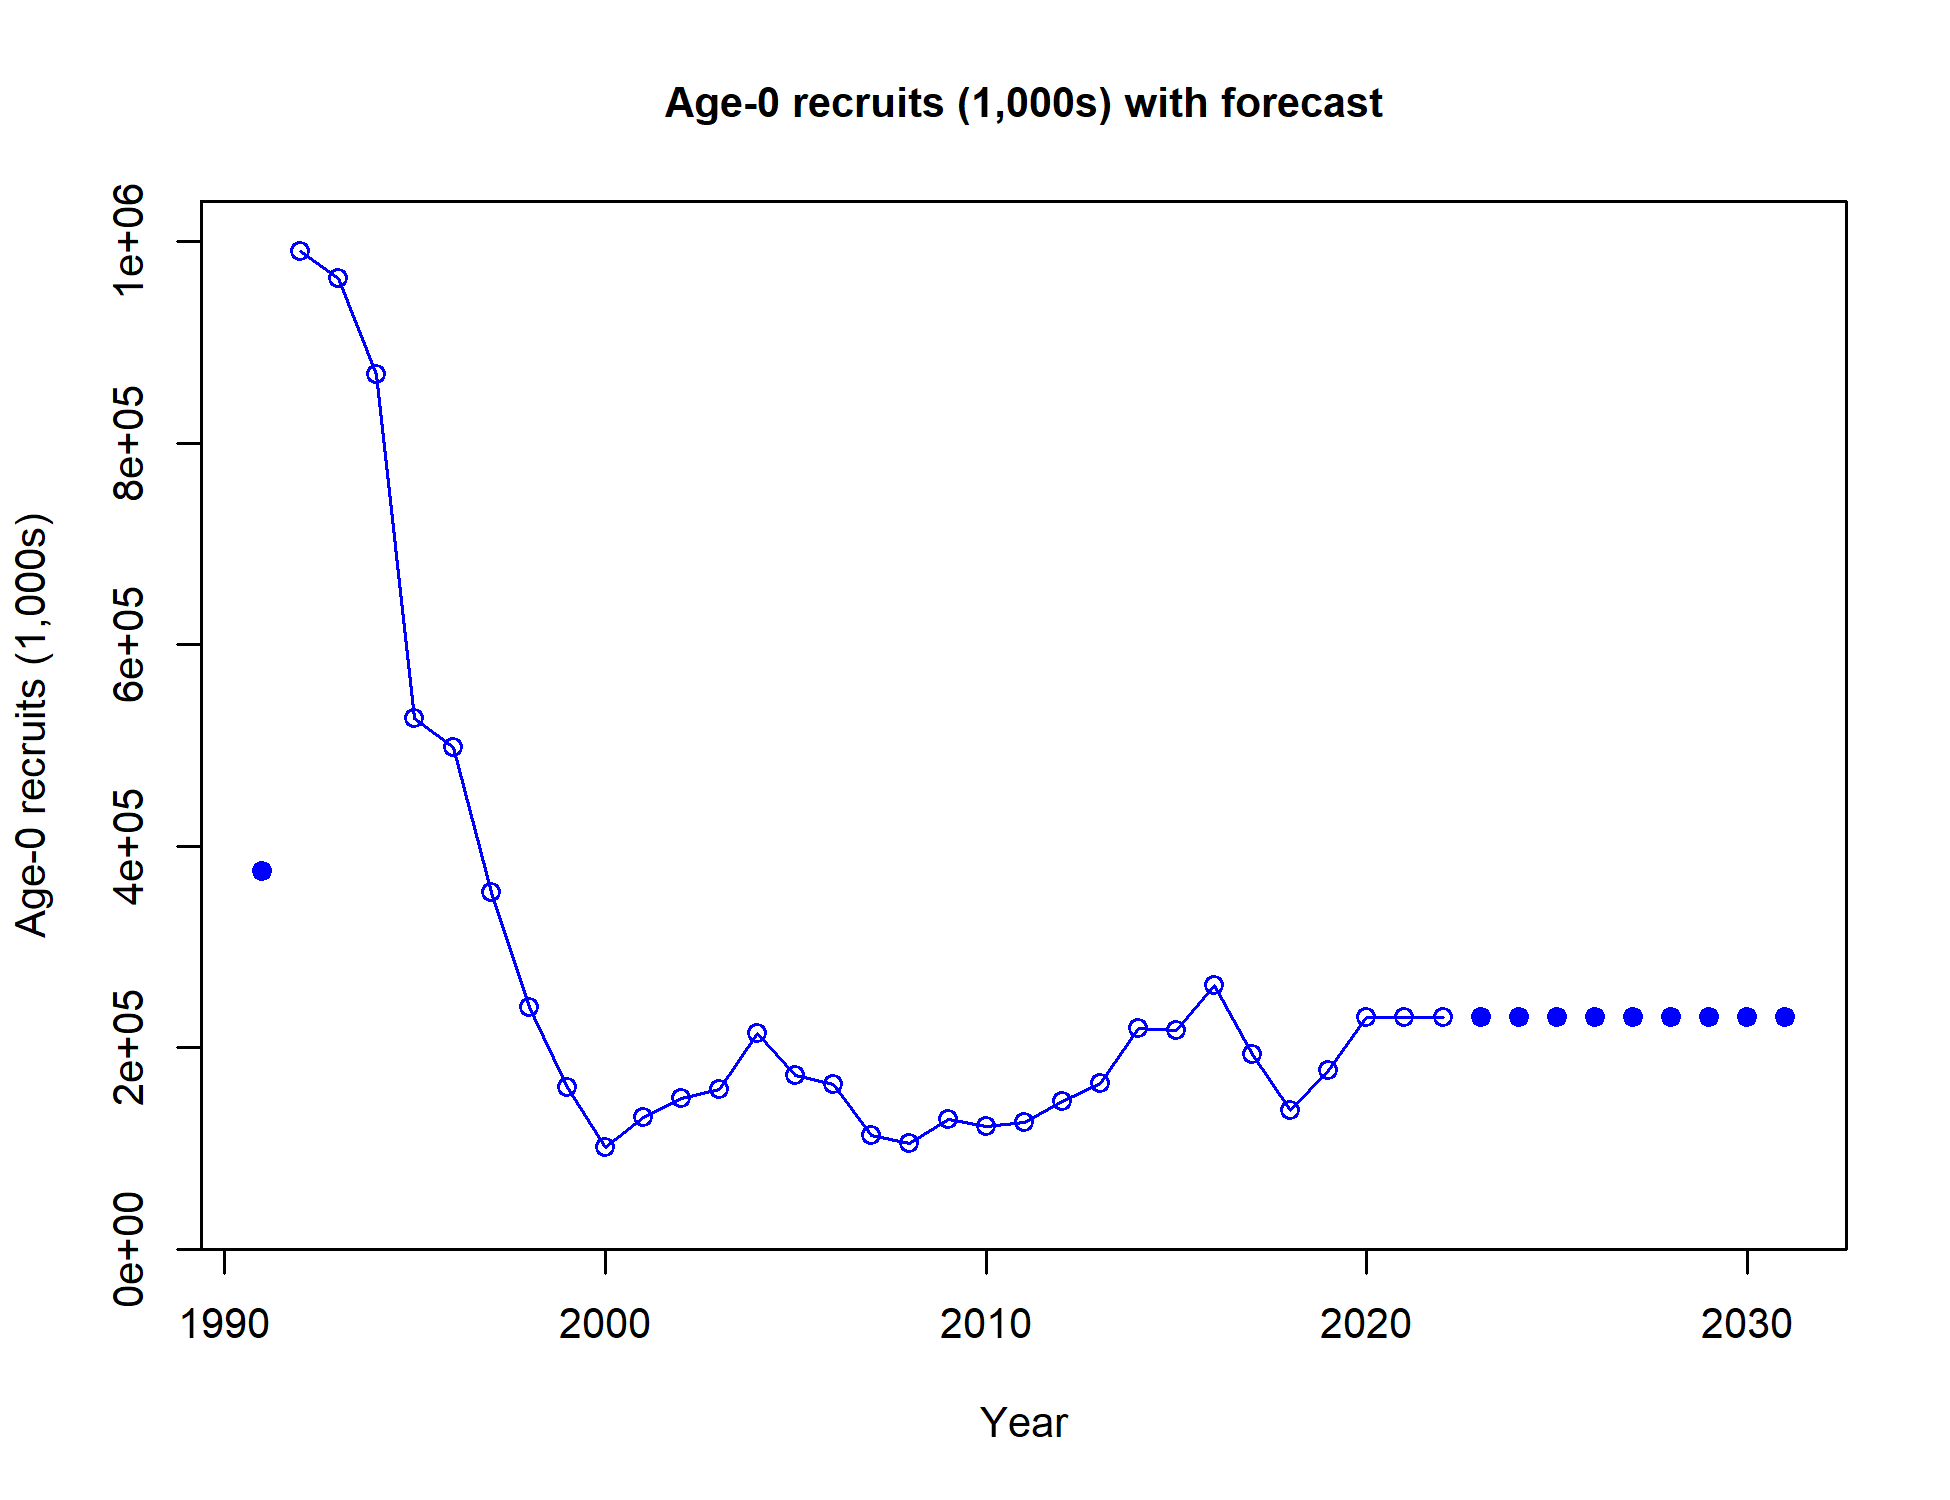 Age-0 recruits (1,000s) with forecast
Age-0 recruits (1,000s)
1e+06
8e+05
6e+05
4e+05
2e+05
0e+00
1990 2000 2010 2020 2030
Year